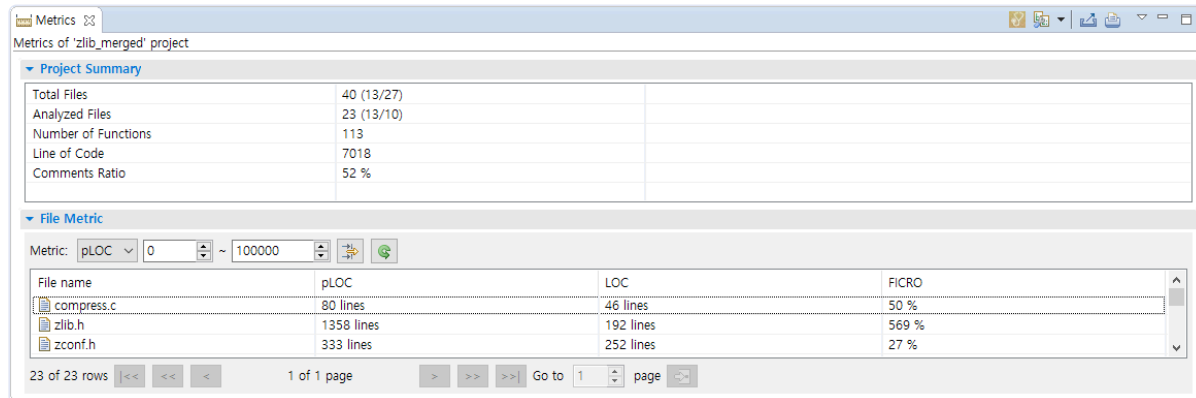 Metrics
Metrics of 'zlib_merged' project
Project Summary
Total Files 40 (13/27)
Analyzed Files 23 (13/10)
Number of Functions 113
Line of Code 7018
Comments Ratio 52 %
File Metric
Metric: pLOC 0 ~ 100000
File name pLOC LOC FICRO
compress.c 80 lines 46 lines 50 %
zlib.h 1358 lines 192 lines 569 %
zconf.h 333 lines 252 lines 27 %
23 of 23 rows |<< << < 1 of 1 page > >> >>| Go to 1 page